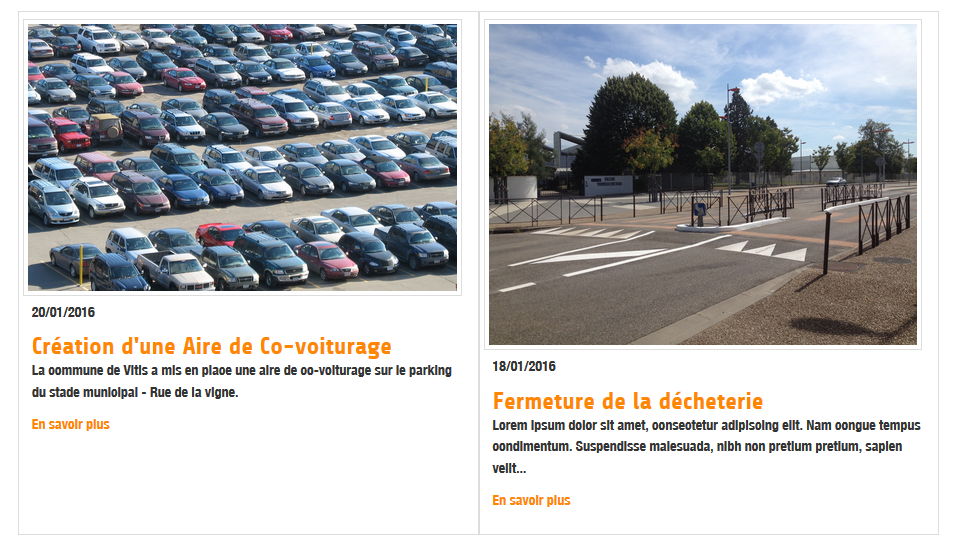 20/01/2016
Création d'une Aire de Co-voiturage
La commune de Vitis a mis en place une aire de co-voiturage sur le parking
du stade municipal - Rue de la vigne.
En savoir plus
18/01/2016
Fermeture de la décheterie
Lorem ipsum dolor sit amet, consectetur adipiscing elit. Nam congue tempus
condimentum. Suspendisse malesuada, nibh non pretium pretium, sapien
velit...
En savoir plus